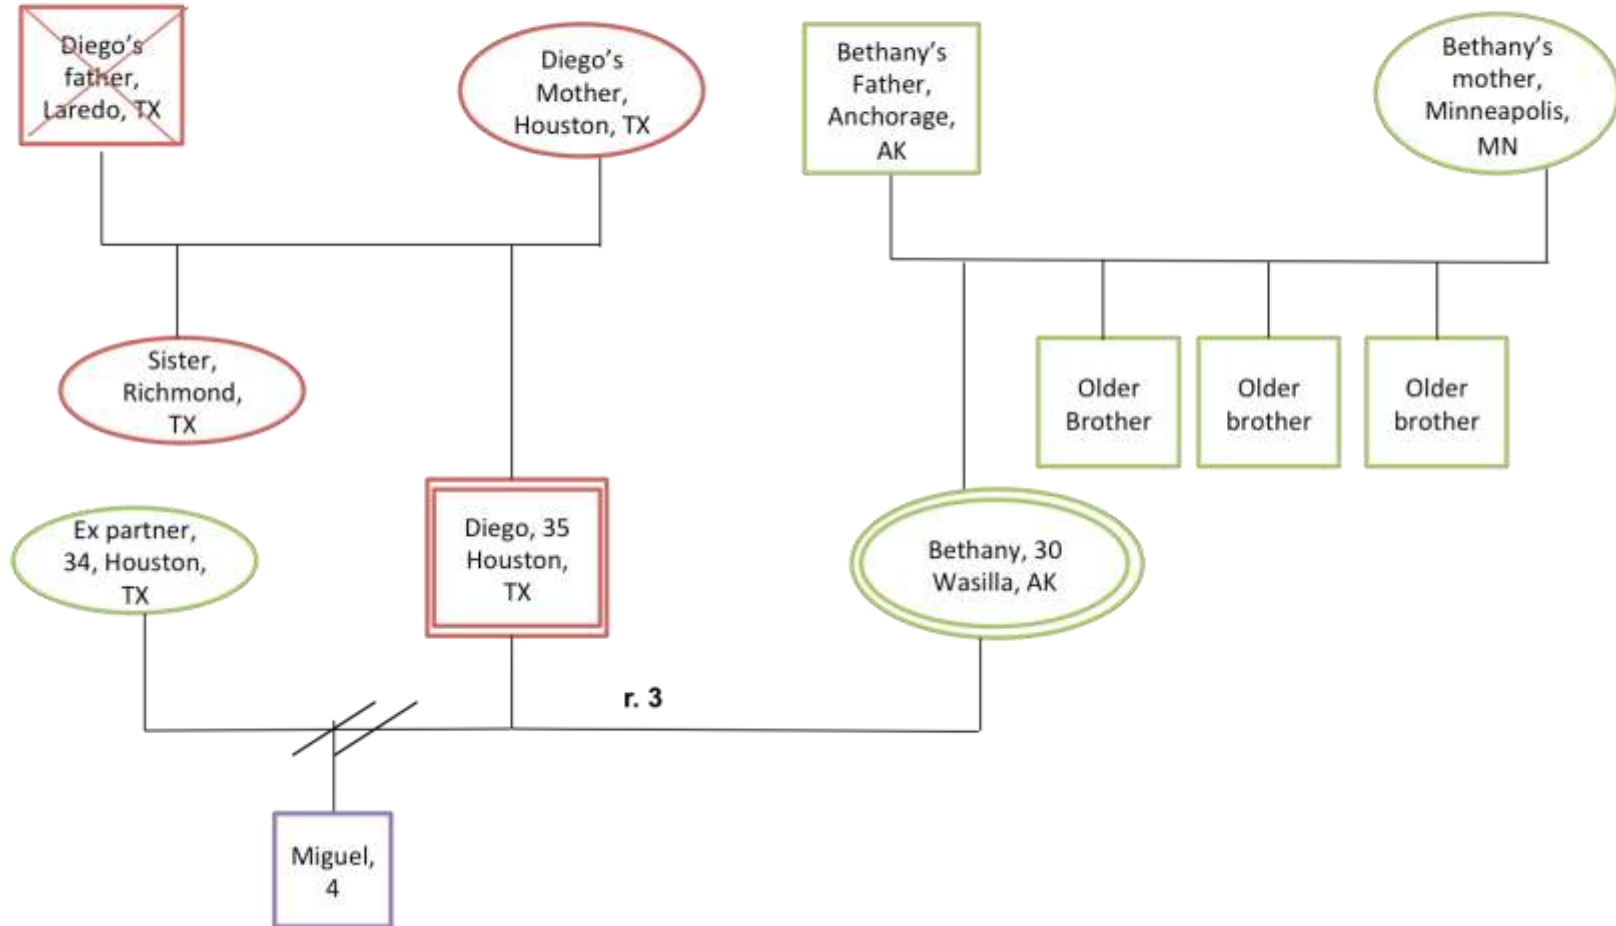 Diego's
father,
Laredo, TX
Diego's
Mother,
Houston, TX
Bethany's
Father,
Anchorage,
AK
Bethany's
mother,
Minneapolis,
MN
Sister,
Richmond,
TX
Older
Brother
Older
brother
Older
brother
Ex partner,
34, Houston,
TX
Diego, 35
Houston,
TX
Bethany, 30
Wasilla, AK
r. 3
Miguel,
4